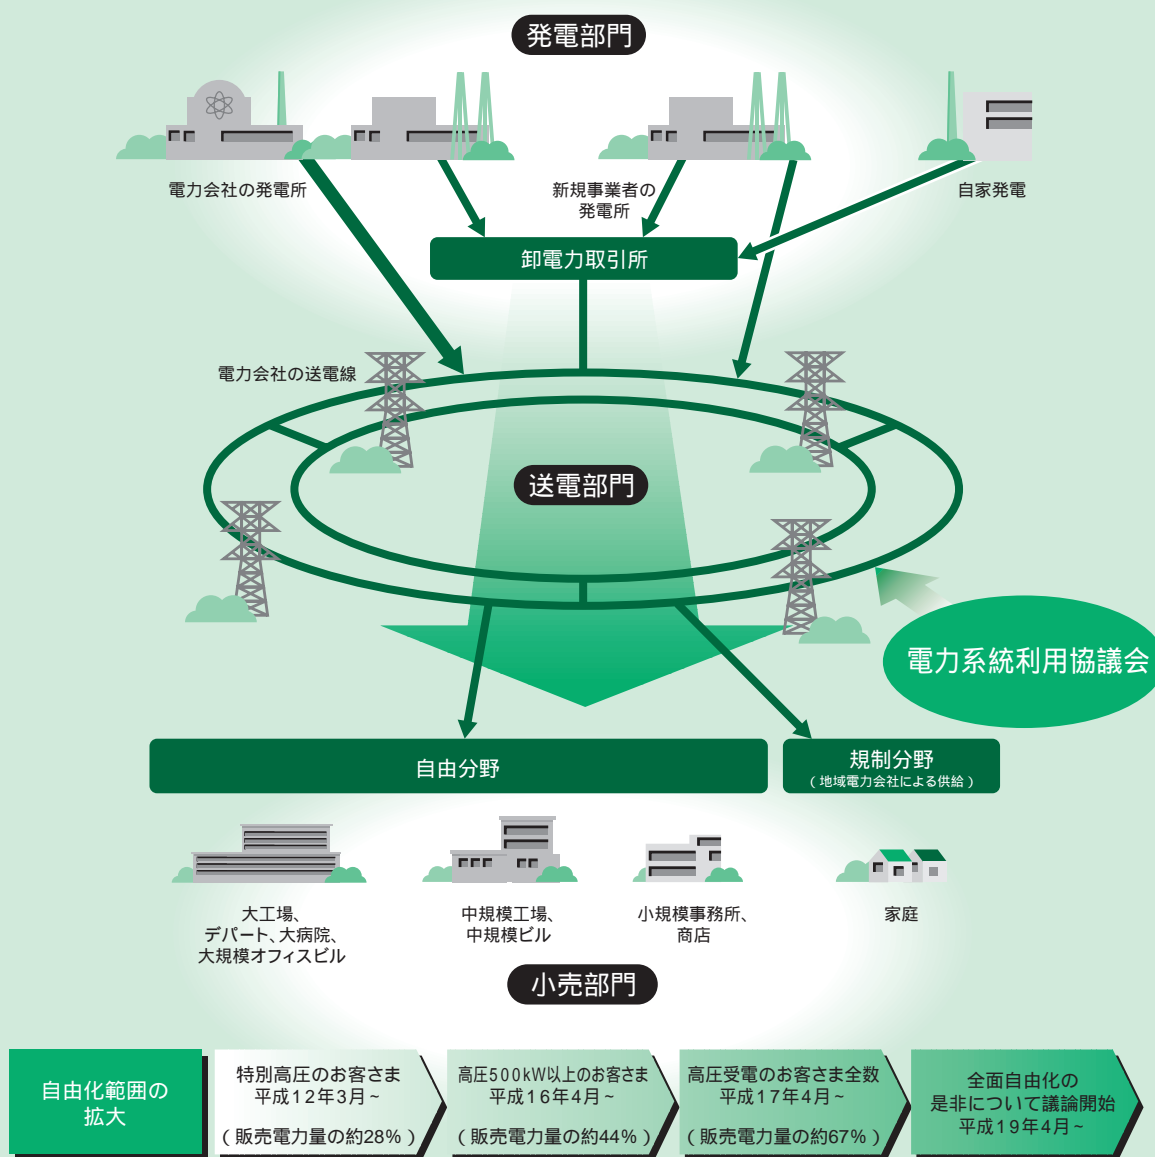 発電部門
電力会社の発電所
新規事業者の
発電所
自家発電
卸電力取引所
電力会社の送電線
送電部門
電力系統利用協議会
自由分野
規制分野
（地域電力会社による供給）
大工場、
デパート、大病院、
大規模オフィスビル
中規模工場、
中規模ビル
小規模事務所、
商店
家庭
小売部門
自由化範囲の
拡大
特別高圧のお客さま
平成12年3月~
（販売電力量の約28%）
高圧500kW以上のお客さま
平成16年4月~
（販売電力量の約44%）
高圧受電のお客さま全数
平成17年4月~
（販売電力量の約67%）
全面自由化の
是非について議論開始
平成19年4月~